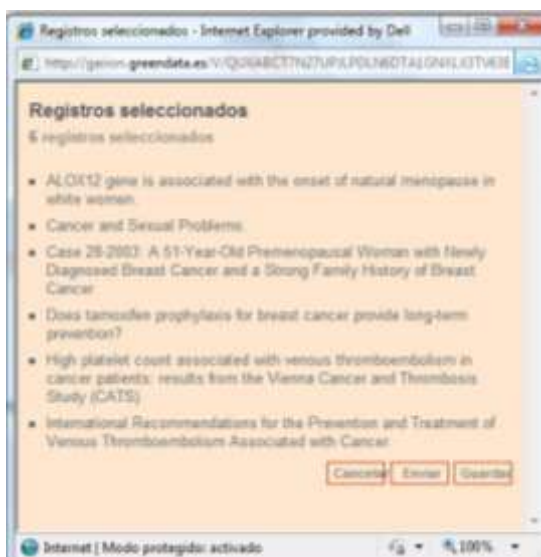 Registros seleccionados - Internet Explorer provided by Dell
greendata.es
Registros seleccionados
6 registros seleccionados
ALOX12 gene is associated with the onset of natural menopause in
white women.
Cancer and Sexual Problems.
Case 28-2003: A 51-Year-Old Premenopausal Woman with Newly
Diagnosed Breast Cancer and a Strong Family History of Breast
Cancer
Does tamoxifen prophylaxis for breast cancer provide long-term
prevention?
High platelet count associated with venous thromboembolism in
cancer patients: results from the Vienna Cancer and Thrombosis
Study (CATS)
International Recommendations for the Prevention and Treatment of
Venous Thromboembolism Associated with Cancer
Cancelar Enviar Guardar
Internet | Modo protegido: activado 100%